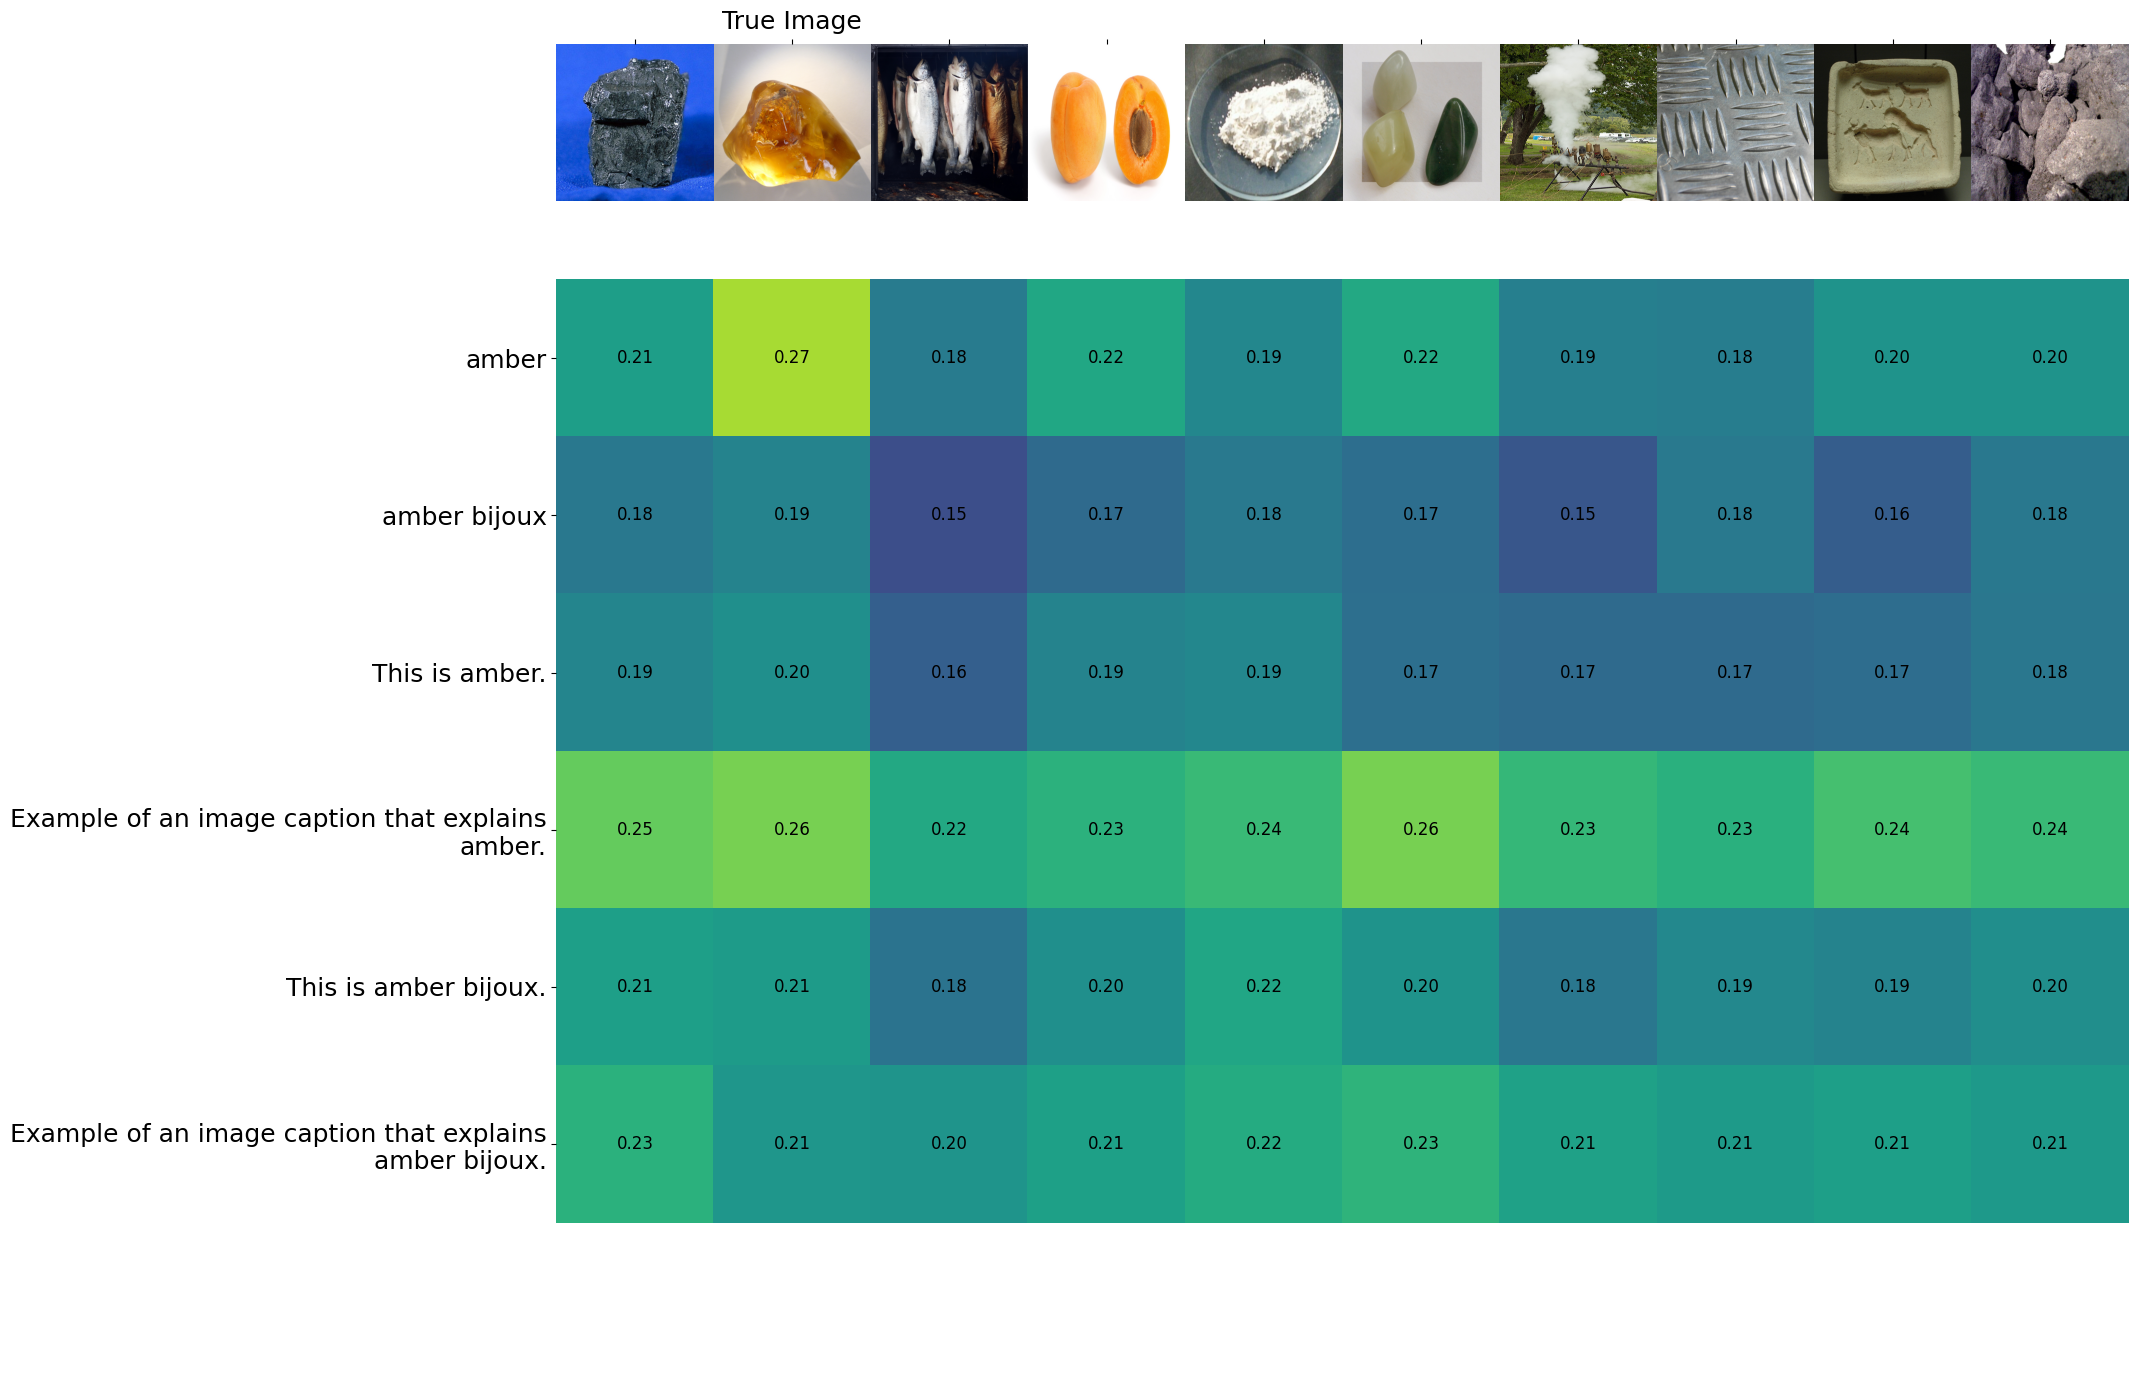 True Image
amber
0.21 0.27 0.18 0.22 0.19 0.22 0.19 0.18 0.20 0.20
amber bijoux
0.18 0.19 0.15 0.17 0.18 0.17 0.15 0.18 0.16 0.18
This is amber.
0.19 0.20 0.16 0.19 0.19 0.17 0.17 0.17 0.17 0.18
Example of an image caption that explains
amber.
0.25 0.26 0.22 0.23 0.24 0.26 0.23 0.23 0.24 0.24
This is amber bijoux.
0.21 0.21 0.18 0.20 0.22 0.20 0.18 0.19 0.19 0.20
Example of an image caption that explains
amber bijoux.
0.23 0.21 0.20 0.21 0.22 0.23 0.21 0.21 0.21 0.21